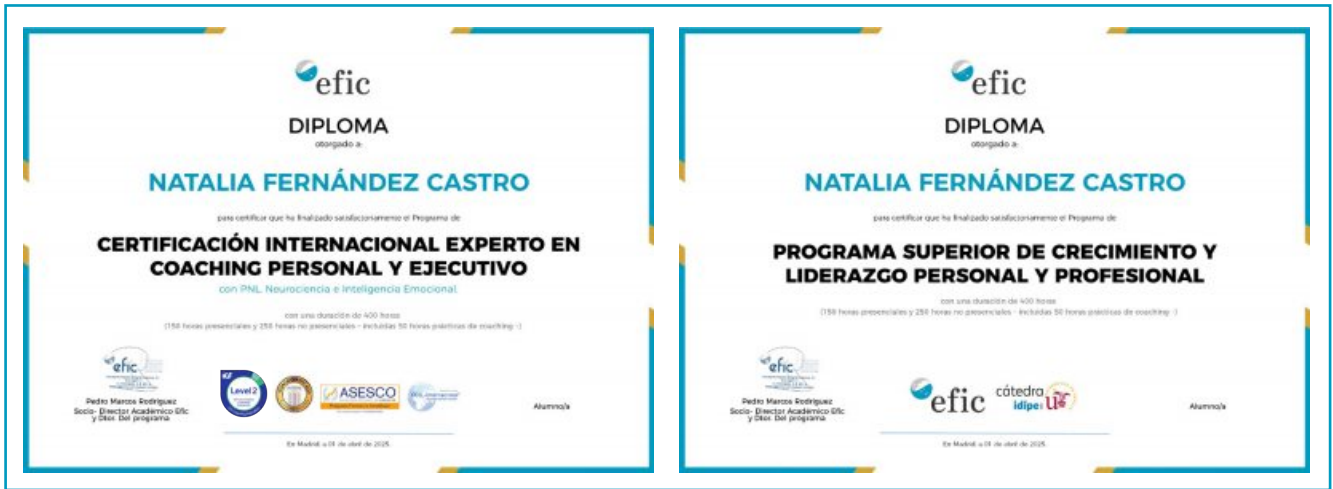 efic
DIPLOMA
otorgado a:
NATALIA FERNÁNDEZ CASTRO
para certificar que ha finalizado satisfactoriamente el Programa de
CERTIFICACIÓN INTERNACIONAL EXPERTO EN
COACHING PERSONAL Y EJECUTIVO
con PNL, Neurociencia e Inteligencia Emocional
con una duración de 400 horas
(150 horas presenciales y 250 horas no presenciales - incluidas 50 horas prácticas de coaching -)
efic
Pedro Marcos Rodríguez
Socio- Director Académico Efic
y Dtor. Del programa
Level 2
ASESCO
Alumno/a
En Madrid, a 01 de abril de 2025
efic
DIPLOMA
otorgado a:
NATALIA FERNÁNDEZ CASTRO
para certificar que ha finalizado satisfactoriamente el Programa de
PROGRAMA SUPERIOR DE CRECIMIENTO Y
LIDERAZGO PERSONAL Y PROFESIONAL
con una duración de 400 horas
(150 horas presenciales y 250 horas no presenciales - incluidas 50 horas prácticas de coaching -)
efic
Pedro Marcos Rodríguez
Socio- Director Académico Efic
y Dtor. Del programa
efic
cátedra
idipe
Alumno/a
En Madrid, a 01 de abril de 2025